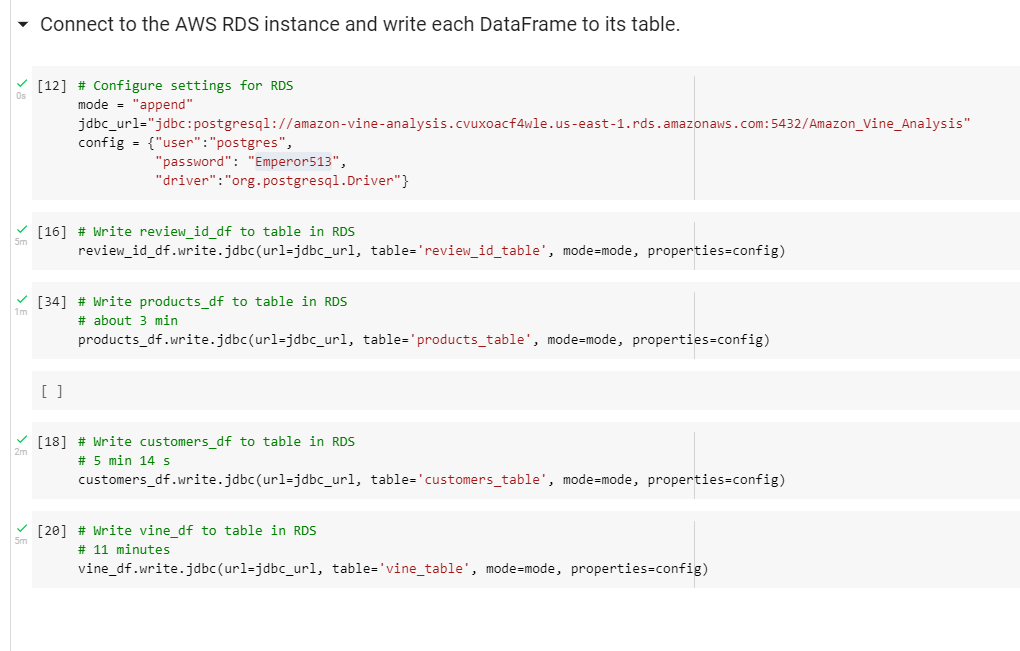 Connect to the AWS RDS instance and write each DataFrame to its table.
[12] # Configure settings for RDS
0s mode = "append"
jdbc_url="jdbc:postgresql://amazon-vine-analysis.cvuxoacf4wle.us-east-1.rds.amazonaws.com:5432/Amazon_Vine_Analysis"
config = {"user":"postgres",
"password": "Emperor513",
"driver":"org.postgresql.Driver"}
[16] # Write review_id_df to table in RDS
5m review_id_df.write.jdbc(url=jdbc_url, table='review_id_table', mode=mode, properties=config)
[34] # Write products_df to table in RDS
1m # about 3 min
products_df.write.jdbc(url=jdbc_url, table='products_table', mode=mode, properties=config)
[ ]
[18] # Write customers_df to table in RDS
2m # 5 min 14 s
customers_df.write.jdbc(url=jdbc_url, table='customers_table', mode=mode, properties=config)
[20] # Write vine_df to table in RDS
5m # 11 minutes
vine_df.write.jdbc(url=jdbc_url, table='vine_table', mode=mode, properties=config)